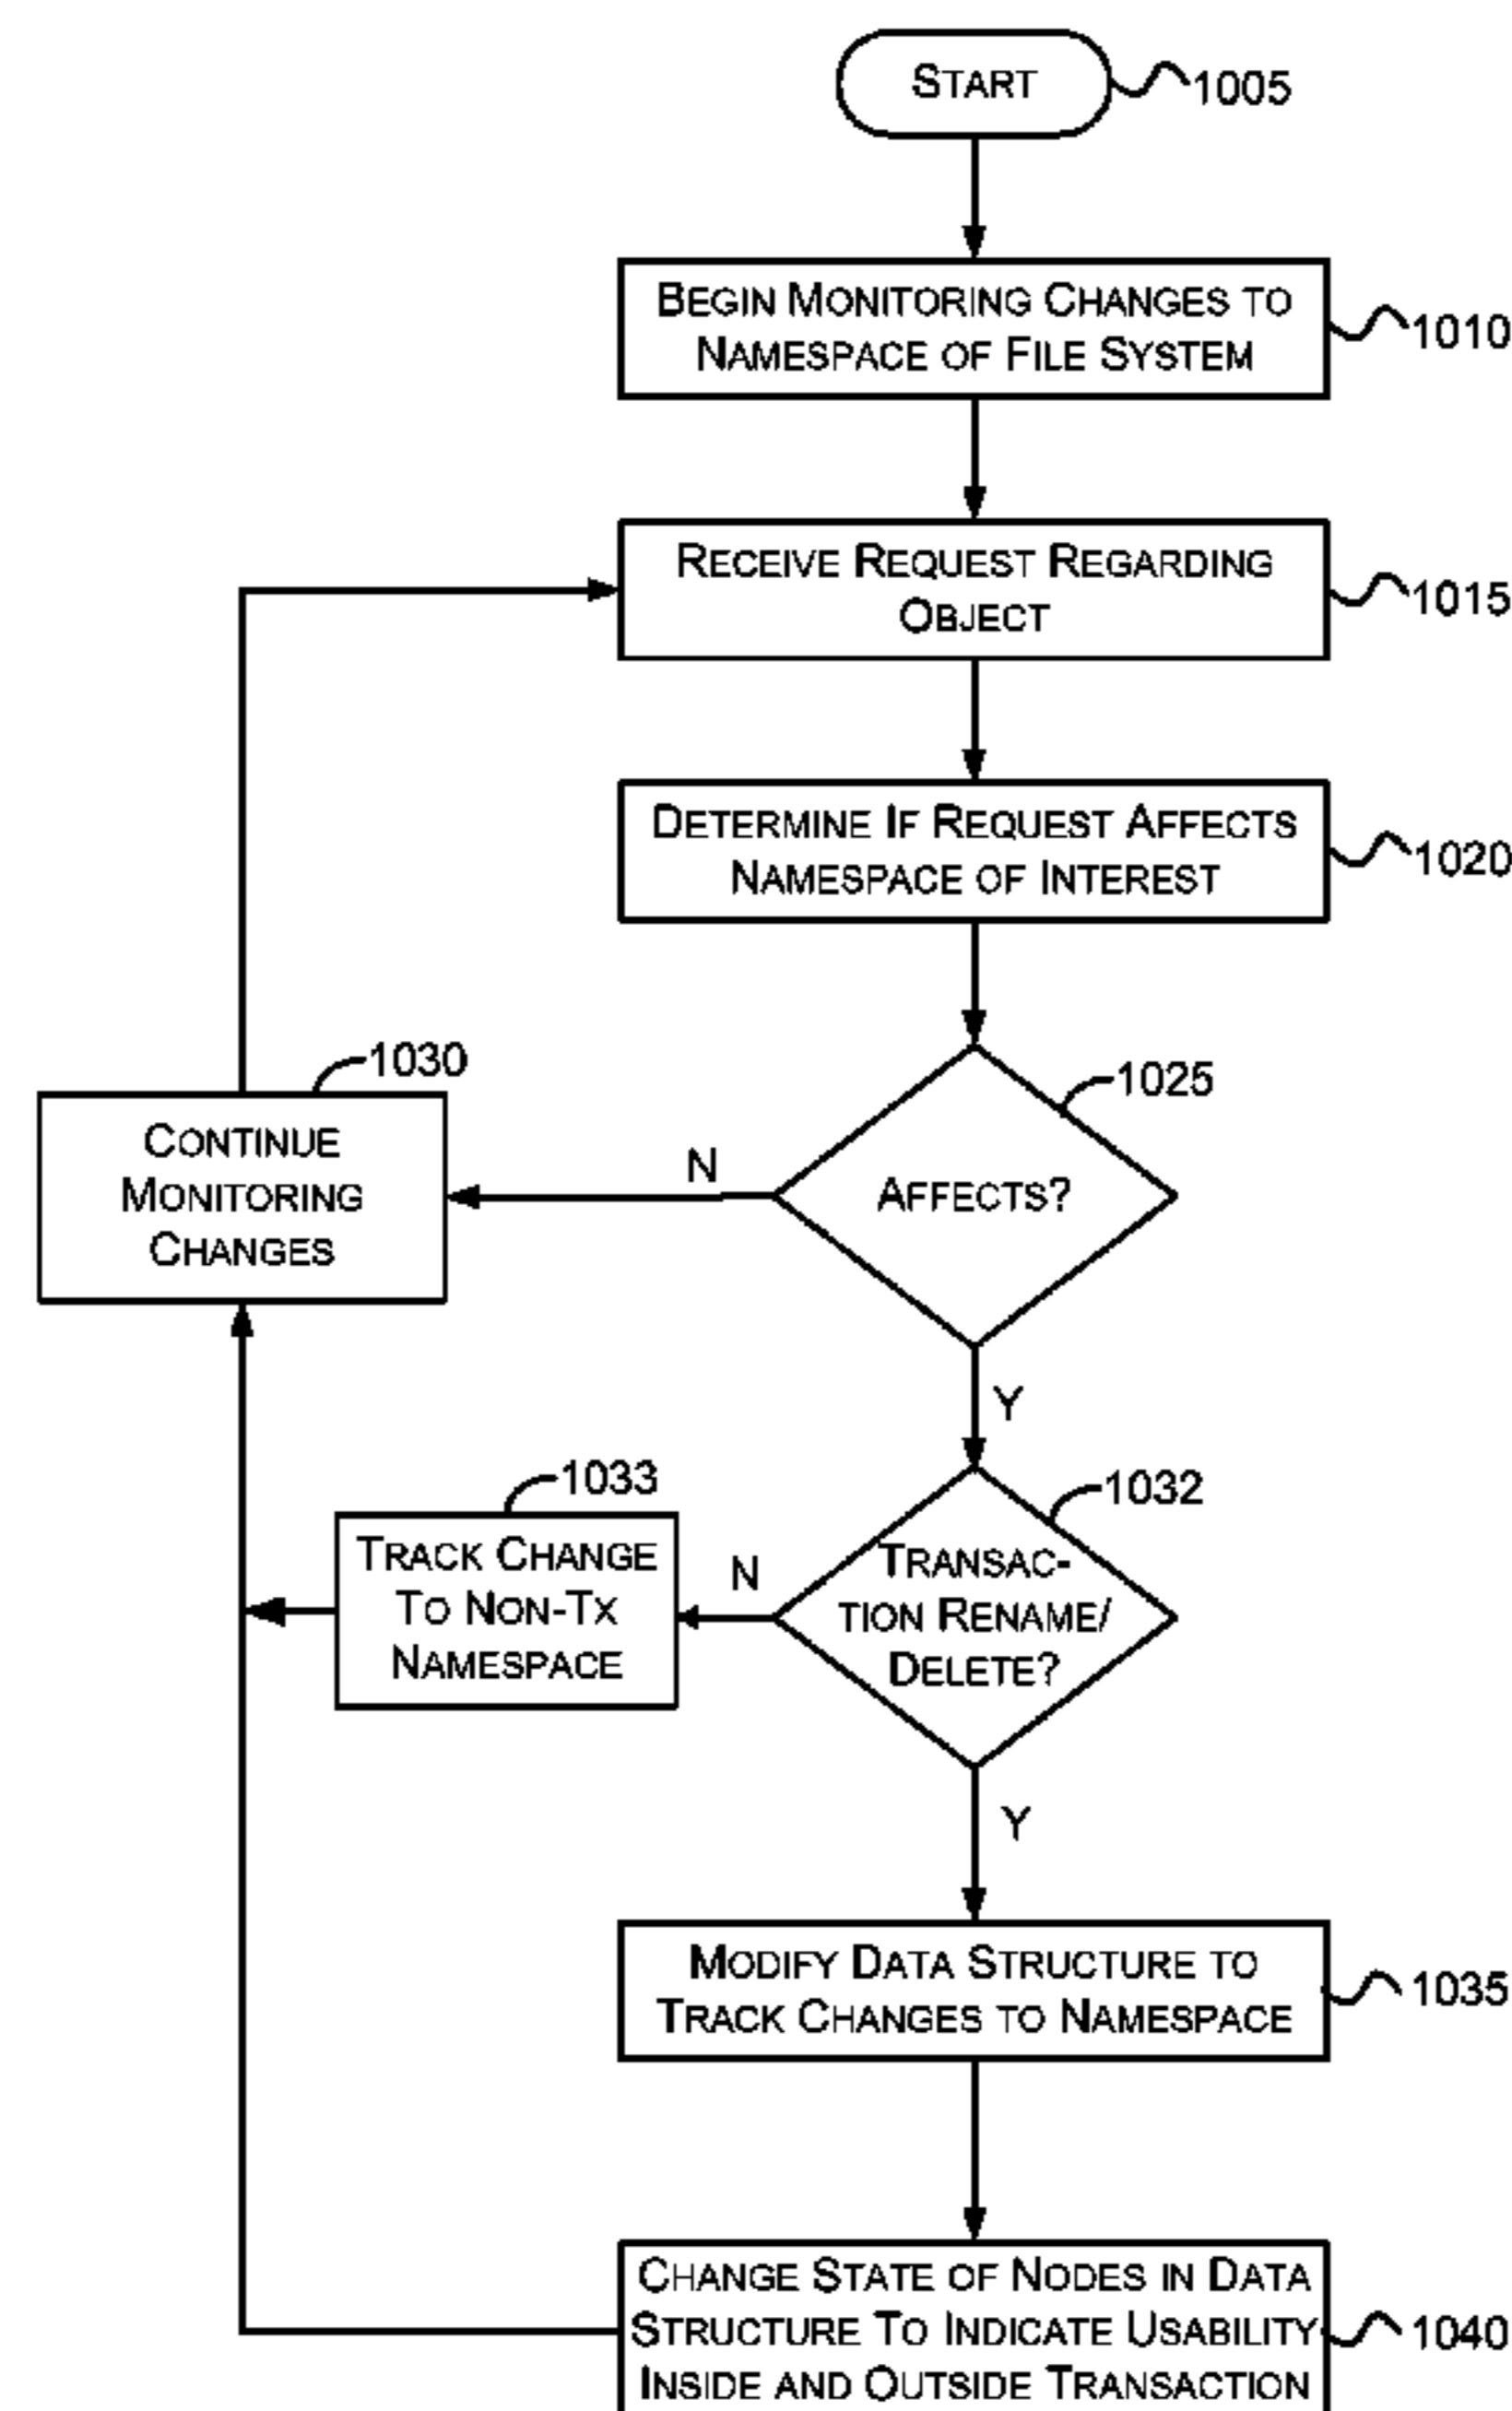 START
1005
BEGIN MONITORING CHANGES TO
NAMESPACE OF FILE SYSTEM
1010
RECEIVE REQUEST REGARDING
OBJECT
1015
DETERMINE IF REQUEST AFFECTS
NAMESPACE OF INTEREST
1020
1030
CONTINUE
MONITORING
CHANGES
N
1025
AFFECTS?
Y
1033
TRACK CHANGE
TO NON-TX
NAMESPACE
N
1032
TRANSAC-
TION RENAME/
DELETE?
Y
MODIFY DATA STRUCTURE TO
TRACK CHANGES TO NAMESPACE
1035
CHANGE STATE OF NODES IN DATA
STRUCTURE TO INDICATE USABILITY
INSIDE AND OUTSIDE TRANSACTION
1040